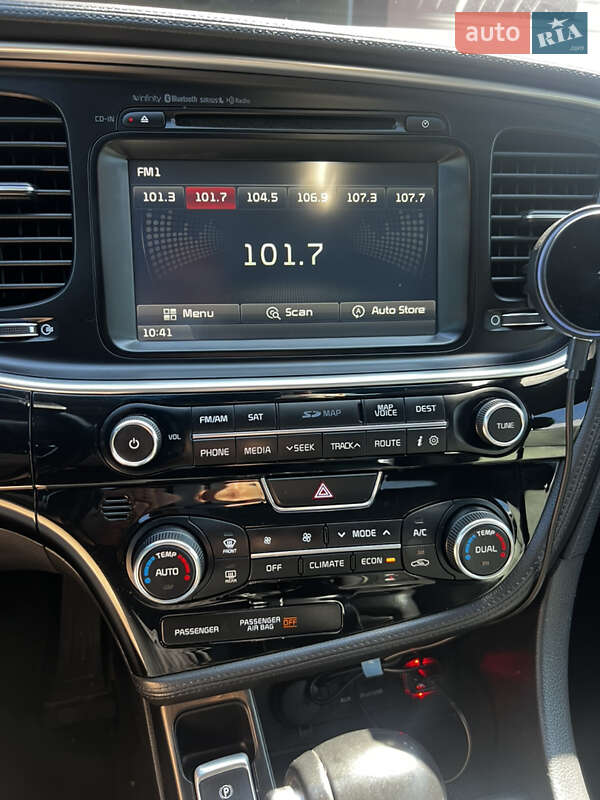 auto RIA .com
infinity Bluetooth SIRIUS HD Radio
CD-IN
FM1
101.3 101.7 104.5 106.9 107.3 107.7
101.7
Menu Scan Auto Store
10:41
FM/AM SAT SD MAP MAP VOICE DEST
VOL TUNE
PHONE MEDIA SEEK TRACK ROUTE i
TEMP AUTO
FRONT
MODE A/C
TEMP DUAL
REAR OFF CLIMATE ECON
PASSENGER PASSENGER AIR BAG OFF
P